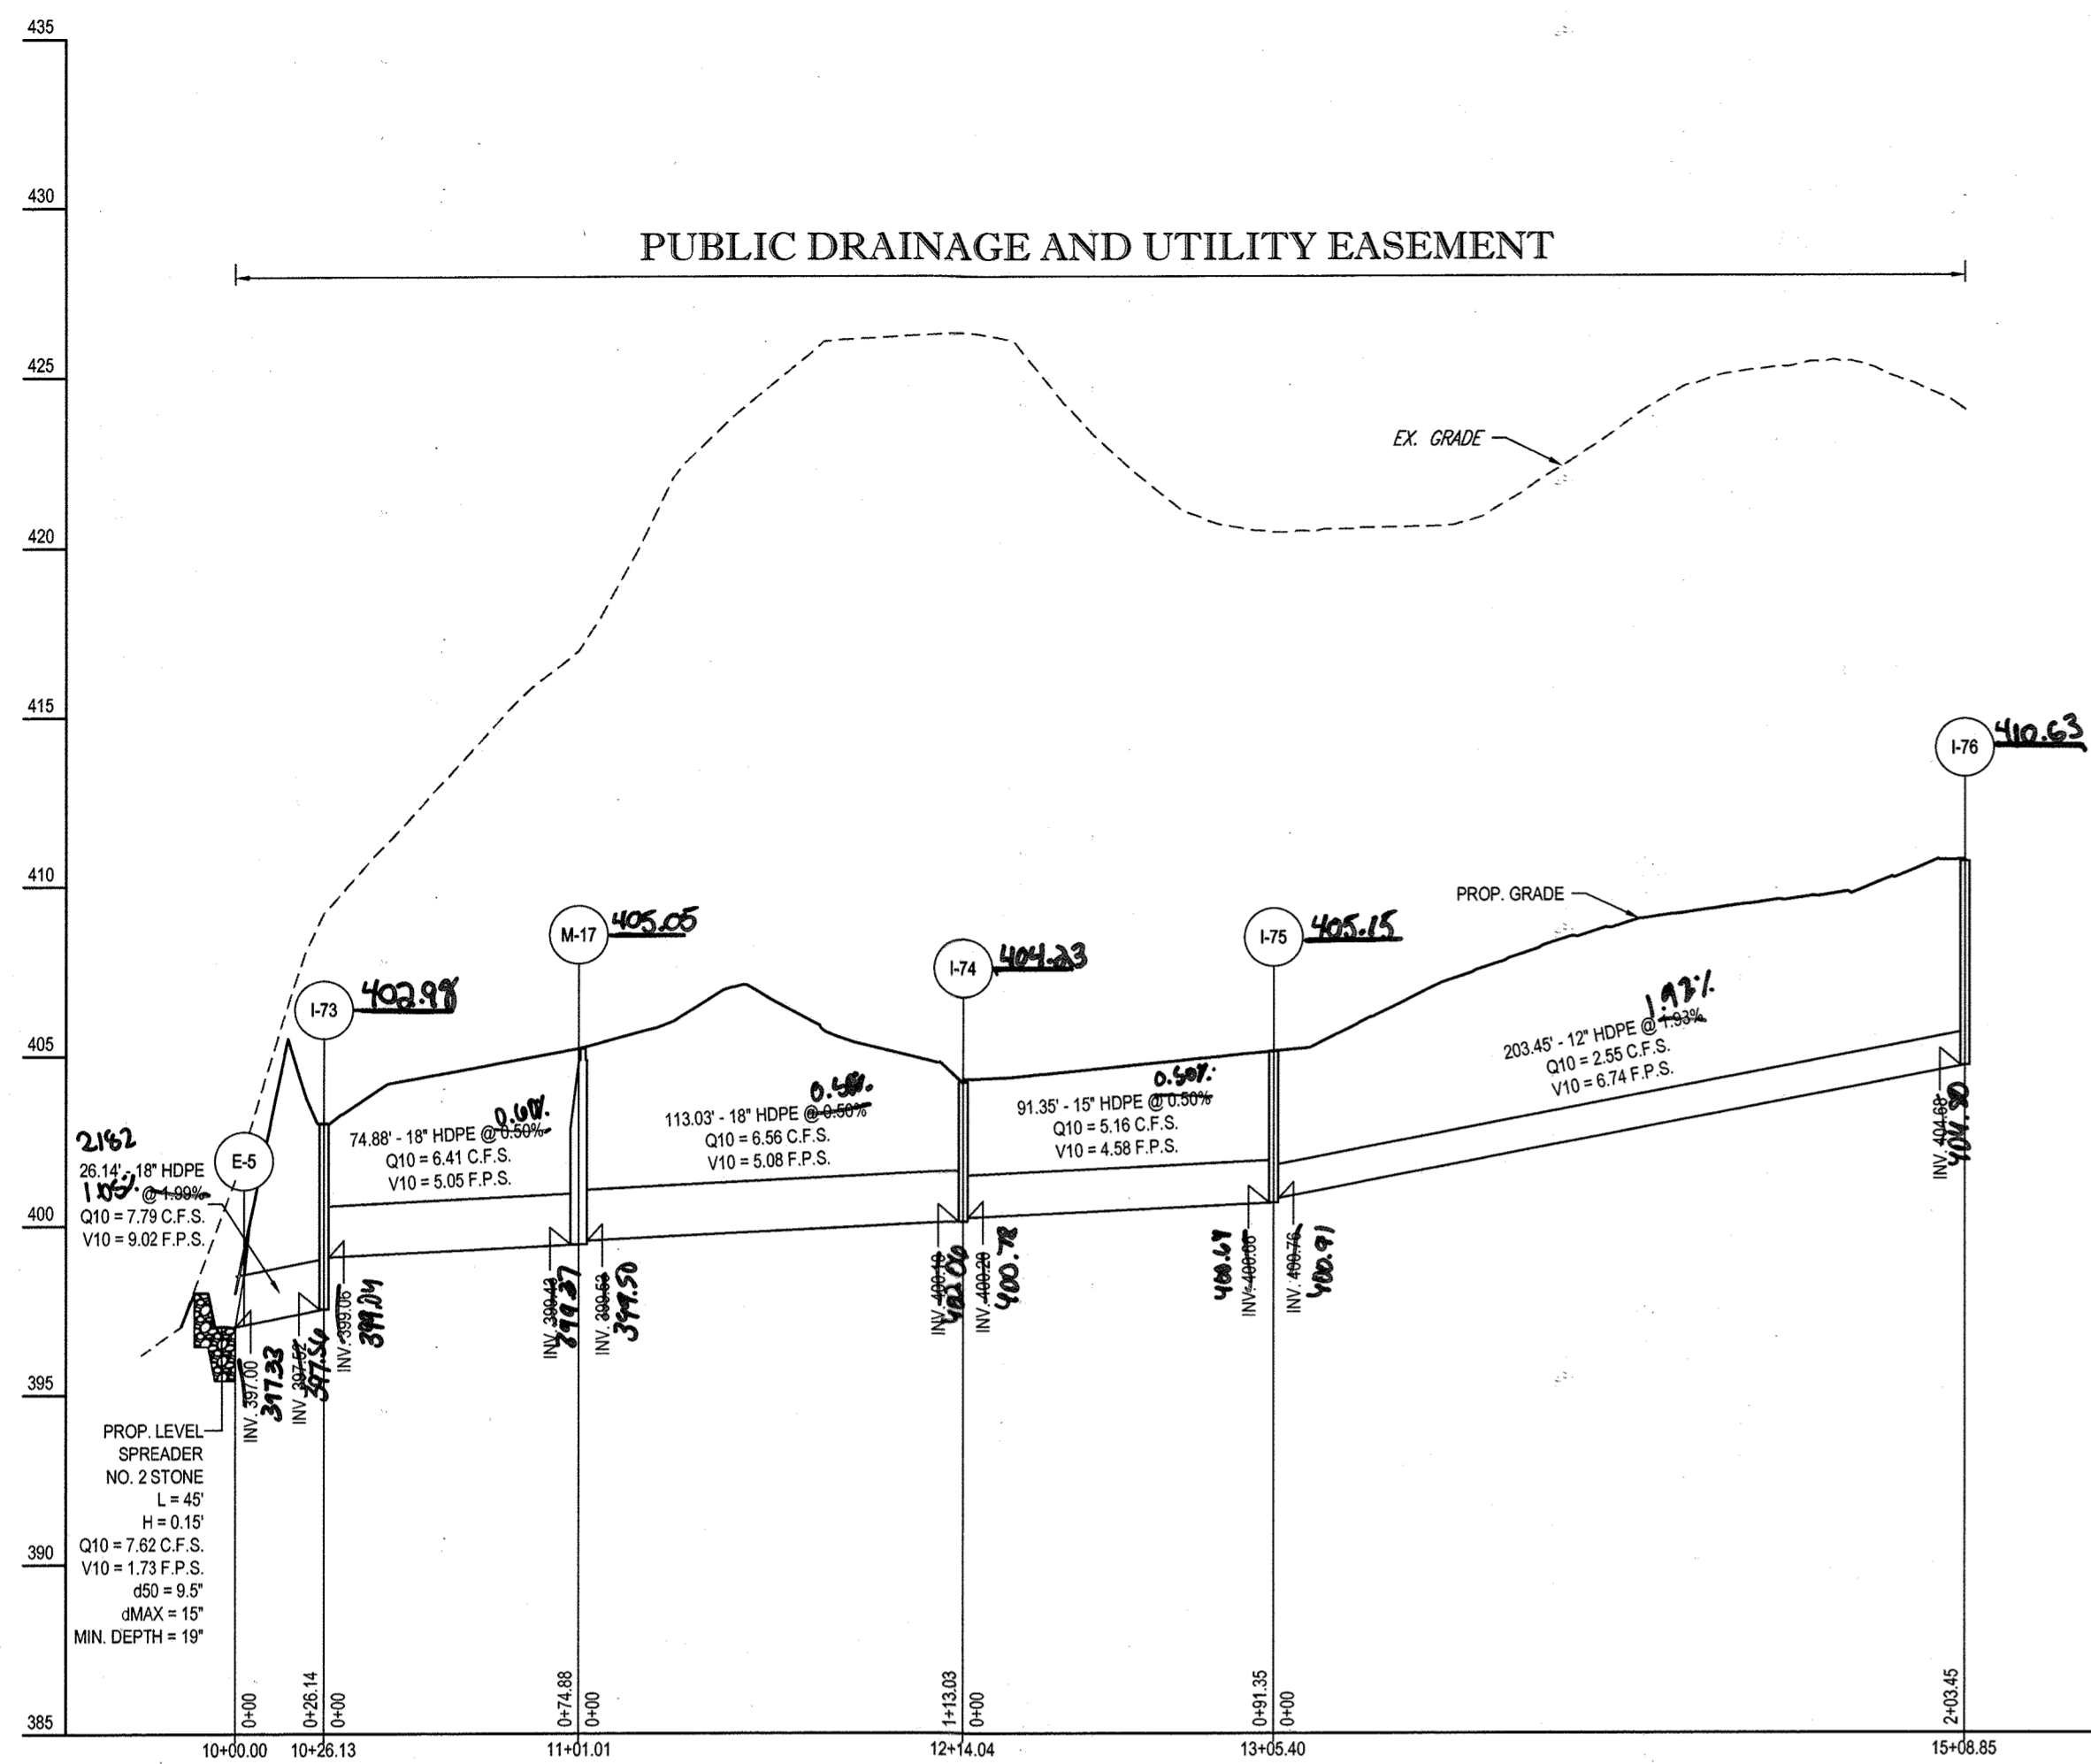 435
430
425
420
415
410
405
400
395
390
385
PUBLIC DRAINAGE AND UTILITY EASEMENT
EX. GRADE
PROP. GRADE
E-5
I-73
402.98
M-17
405.05
I-74
404.23
I-75
405.15
I-76
410.63
2182
26.14' - 18" HDPE
1.05%
@ 1.99%
Q10 = 7.79 C.F.S.
V10 = 9.02 F.P.S.
0.60%
74.88' - 18" HDPE @ 0.50%
Q10 = 6.41 C.F.S.
V10 = 5.05 F.P.S.
113.03' - 18" HDPE @ 0.50%
Q10 = 6.56 C.F.S.
V10 = 5.08 F.P.S.
0.50%
91.35' - 15" HDPE @ 0.50%
Q10 = 5.16 C.F.S.
V10 = 4.58 F.P.S.
203.45' - 12" HDPE @ 1.93%
Q10 = 2.55 C.F.S.
V10 = 6.74 F.P.S.
INV. 397.00
397.33
INV. 397.52
397.56
INV. 399.06
399.04
INV. 399.43
399.37
INV. 399.53
399.50
INV. 400.10
INV. 400.20
400.78
400.67
INV. 400.66
INV. 400.76
400.91
INV. 404.68
404.80
PROP. LEVEL
SPREADER
NO. 2 STONE
L = 45'
H = 0.15'
Q10 = 7.62 C.F.S.
V10 = 1.73 F.P.S.
d50 = 9.5"
dMAX = 15"
MIN. DEPTH = 19"
0+00
0+26.14
0+00
0+74.88
0+00
1+13.03
0+00
0+91.35
0+00
2+03.45
10+00.00
10+26.13
11+01.01
12+14.04
13+05.40
15+08.85